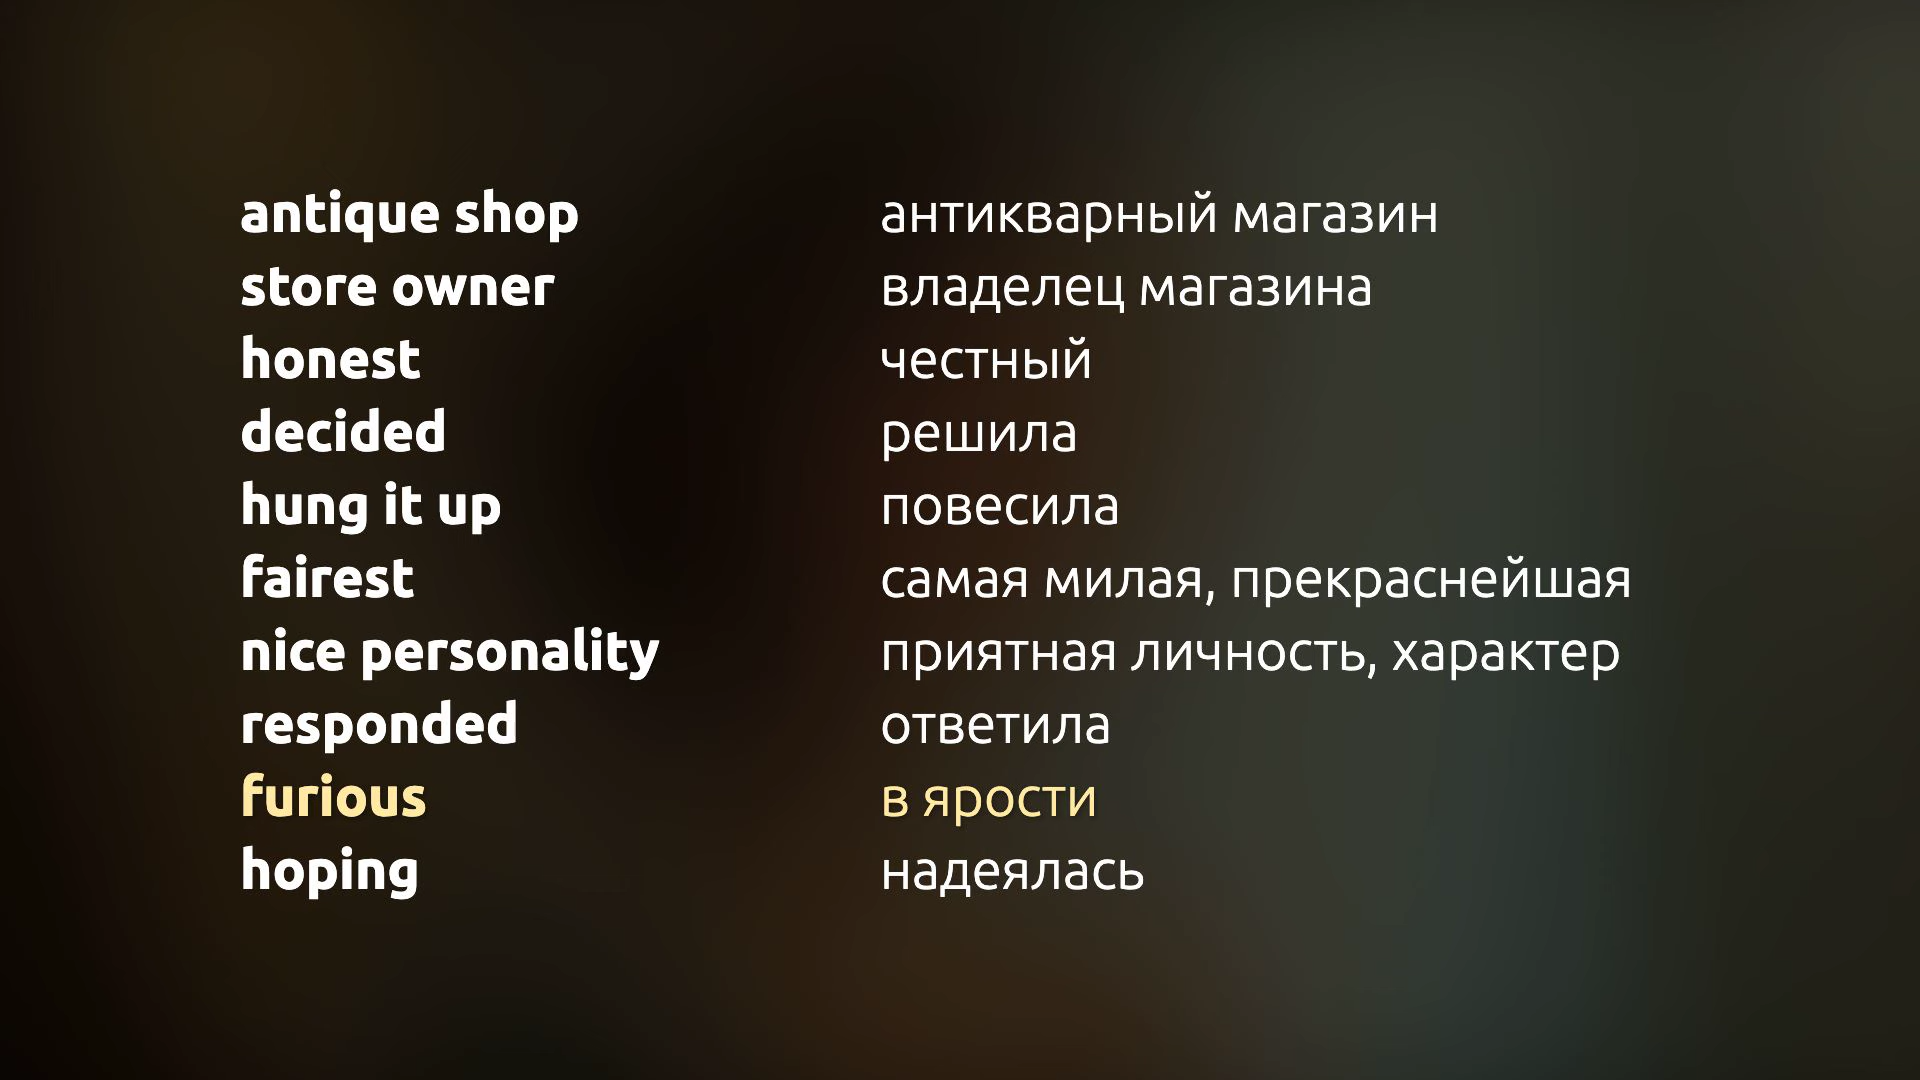 antique shop антикварный магазин
store owner владелец магазина
honest честный
decided решила
hung it up повесила
fairest самая милая, прекраснейшая
nice personality приятная личность, характер
responded ответила
furious в ярости
hoping надеялась